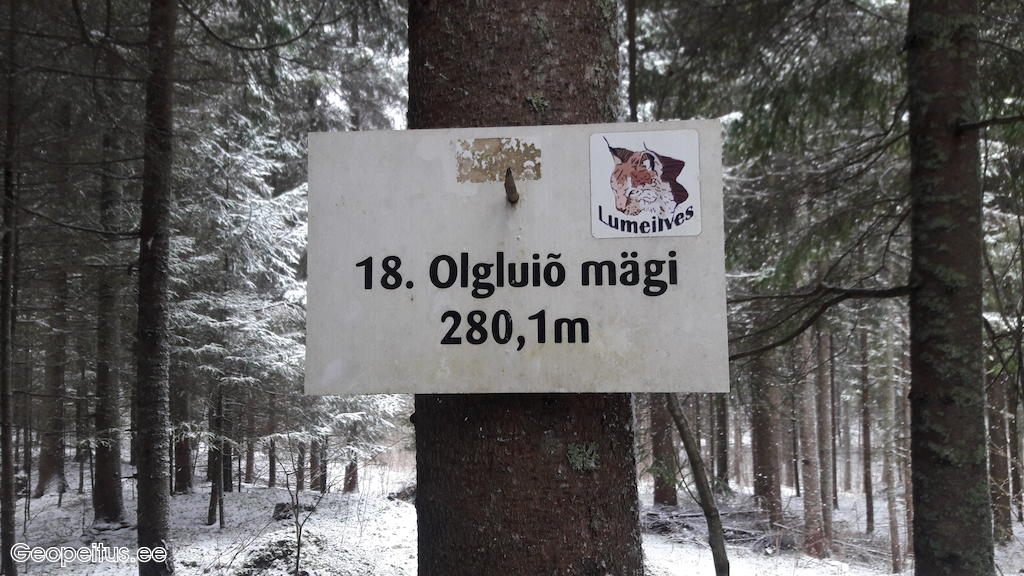 Lumeilves
18. Olgluiõ mägi
280,1m
Geopeitus.ee